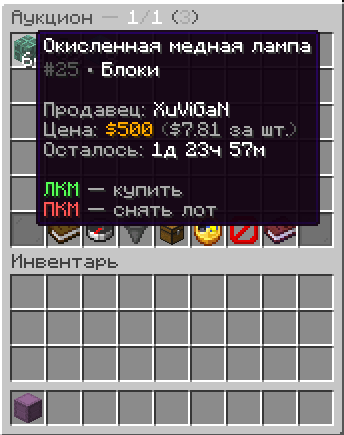 Аукцион — 1/1 (3)
Окисленная медная лампа
#25 • Блоки
Продавец: XuViGaN
Цена: $500 ($7.81 за шт.)
Осталось: 1д 23ч 57м
ЛКМ — купить
ПКМ — снять лот
Инвентарь